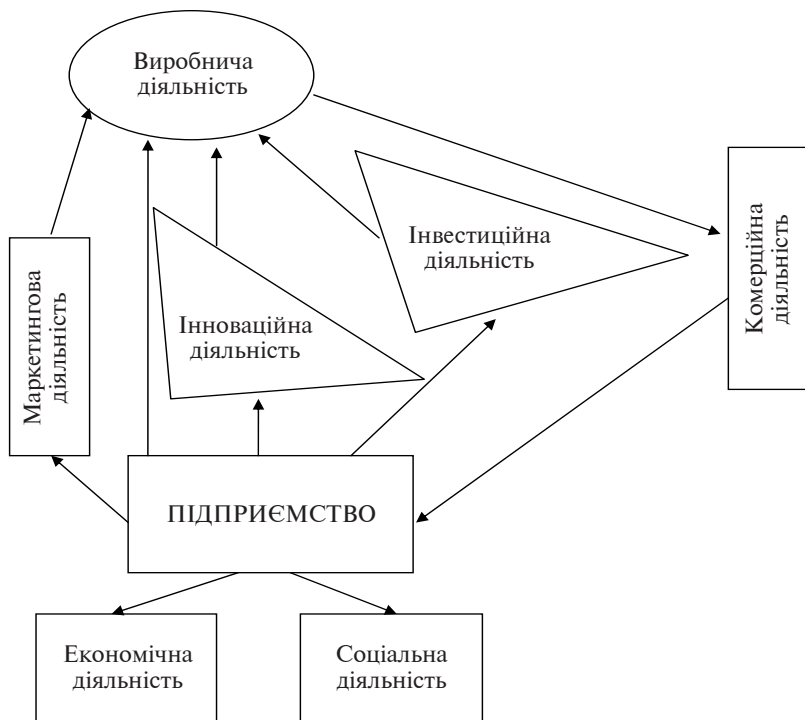 Виробнича
діяльність
Інвестиційна
діяльність
Комерційна
діяльність
Маркетингова
діяльність
Інноваційна
діяльність
ПІДПРИЄМСТВО
Економічна
діяльність
Соціальна
діяльність